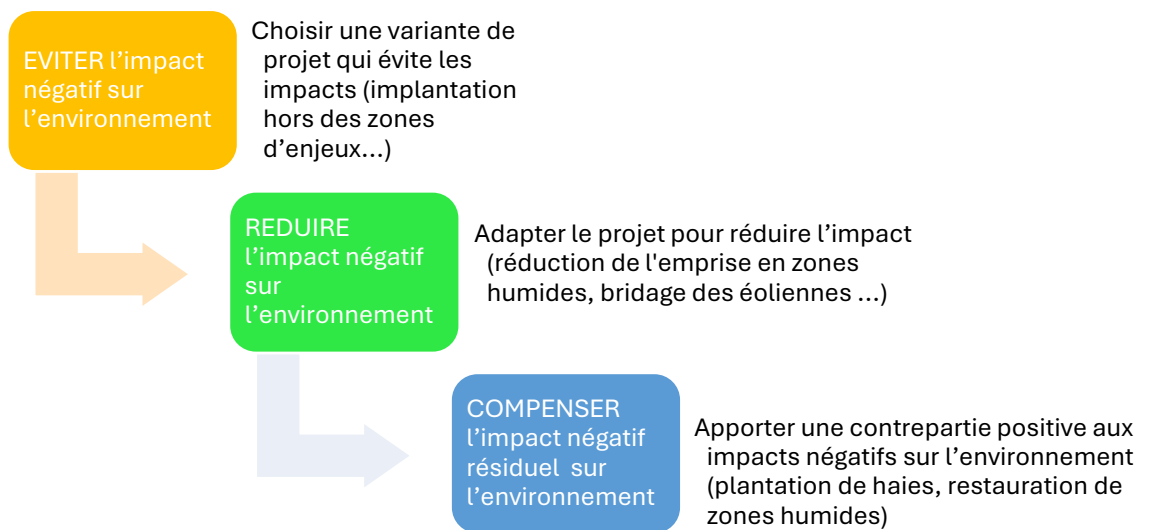 EVITER l’impact
négatif sur
l’environnement
Choisir une variante de
projet qui évite les
impacts (implantation
hors des zones
d’enjeux...)
REDUIRE
l’impact négatif
sur
l’environnement
Adapter le projet pour réduire l’impact
(réduction de l'emprise en zones
humides, bridage des éoliennes ...)
COMPENSER
l’impact négatif
résiduel  sur
l’environnement
Apporter une contrepartie positive aux
impacts négatifs sur l’environnement
(plantation de haies, restauration de
zones humides)